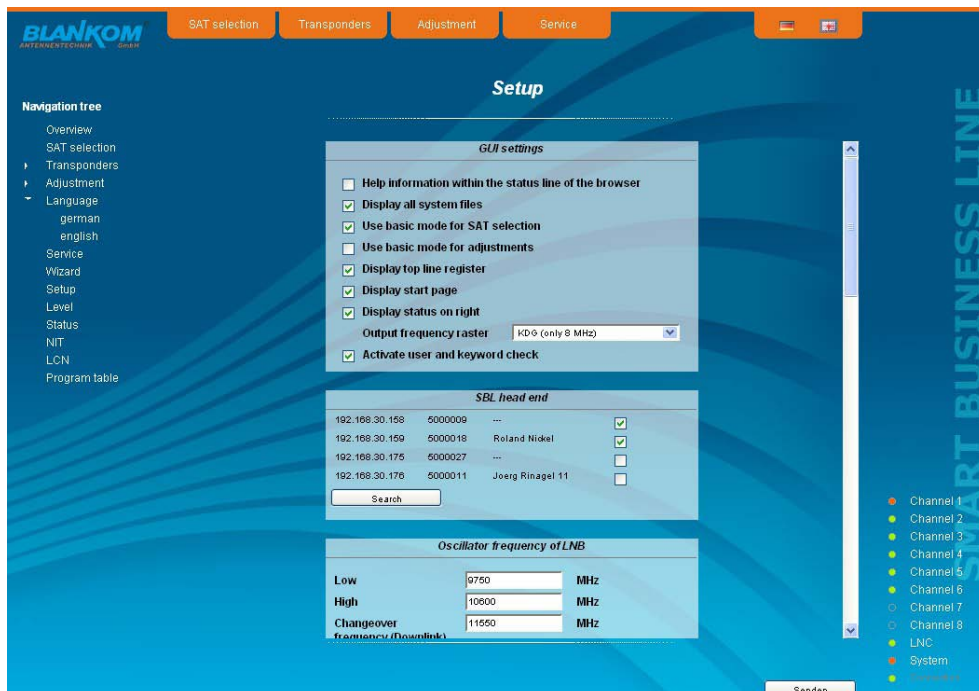 BLANKOM
ANTENNENTECHNIK GmbH
SAT selection
Transponders
Adjustment
Service
Setup
Navigation tree
Overview
SAT selection
Transponders
Adjustment
Language
german
english
Service
Wizard
Setup
Level
Status
NIT
LCN
Program table
GUI settings
Help information within the status line of the browser
Display all system files
Use basic mode for SAT selection
Use basic mode for adjustments
Display top line register
Display start page
Display status on right
Output frequency raster KDG (only 8 MHz)
Activate user and keyword check
SBL head end
192.168.30.158 5000009 ---
192.168.30.159 5000018 Roland Nickel
192.168.30.175 5000027 ---
192.168.30.176 5000011 Joerg Rinagel 11
Search
Oscillator frequency of LNB
Low 9750 MHz
High 10600 MHz
Changeover 11550 MHz
frequency (Downlink)
SMART BUSINESS LINE
Channel 1
Channel 2
Channel 3
Channel 4
Channel 5
Channel 6
Channel 7
Channel 8
LNC
System
Senden